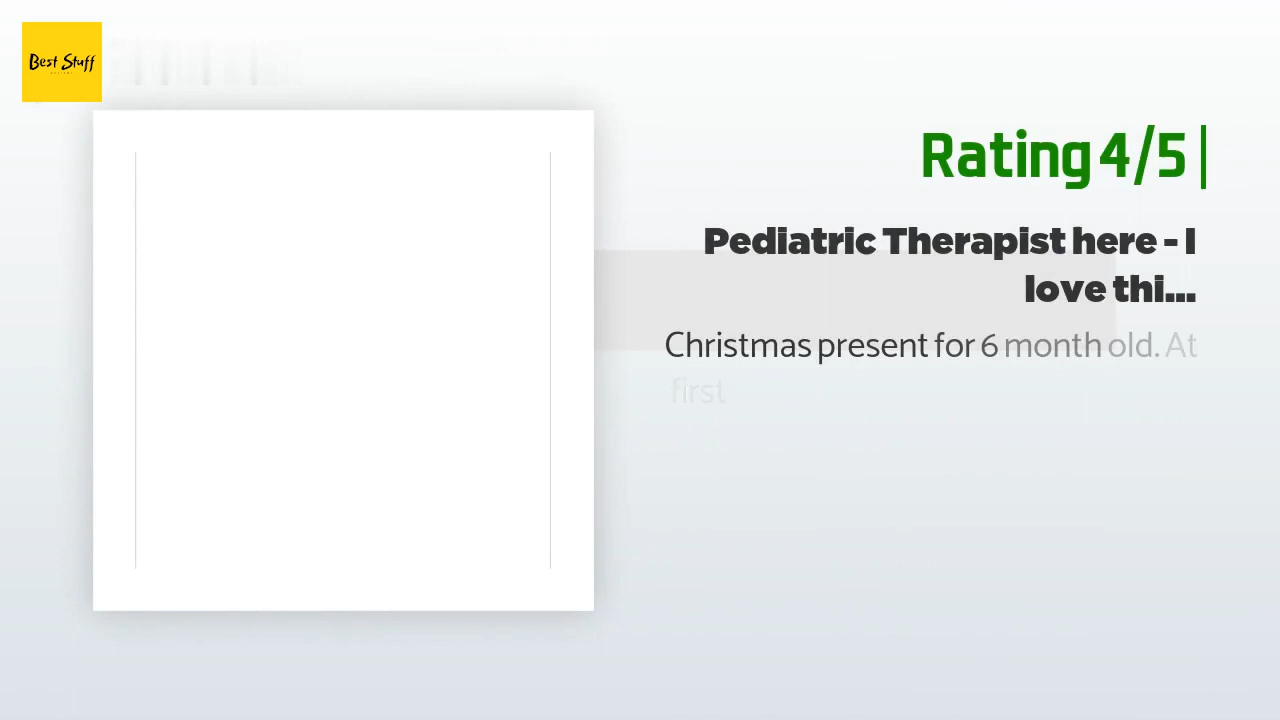 Best Stuff
Rating 4/5 |
Pediatric Therapist here - I
love thi...
Christmas present for 6 month old. At
first